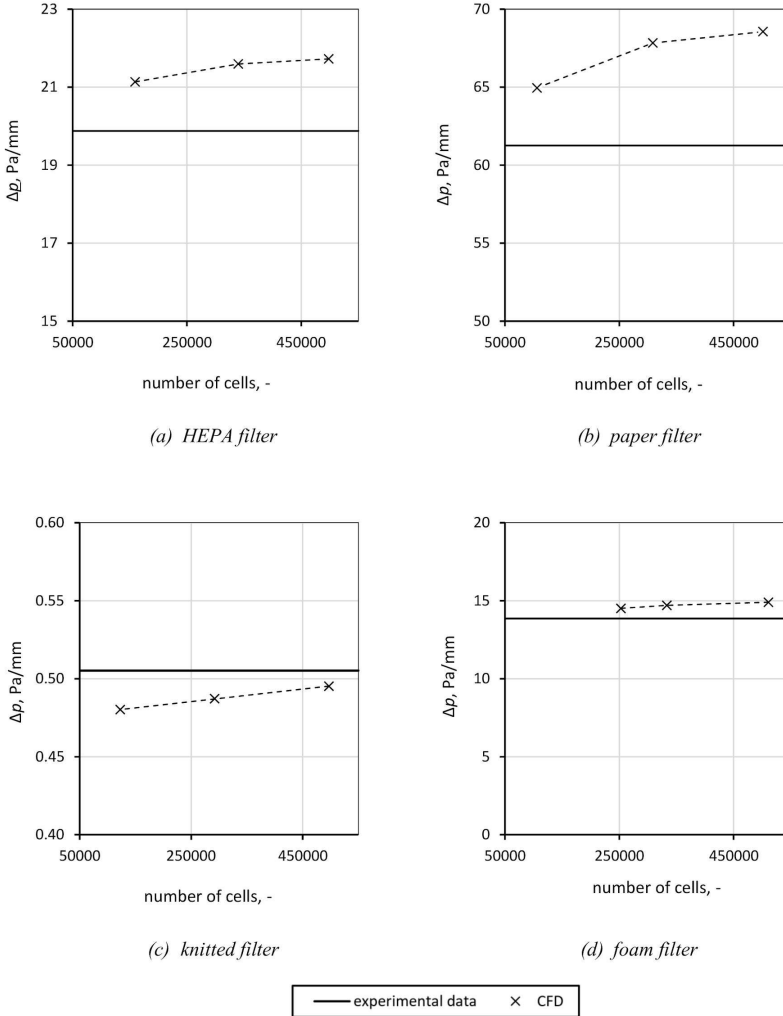 23
21
19
17
15
Δp, Pa/mm
50000 250000 450000
number of cells, -
(a) HEPA filter
70
65
60
55
50
Δp, Pa/mm
50000 250000 450000
number of cells, -
(b) paper filter
0.60
0.55
0.50
0.45
0.40
Δp, Pa/mm
50000 250000 450000
number of cells, -
(c) knitted filter
20
15
10
5
0
Δp, Pa/mm
50000 250000 450000
number of cells, -
(d) foam filter
experimental data × CFD